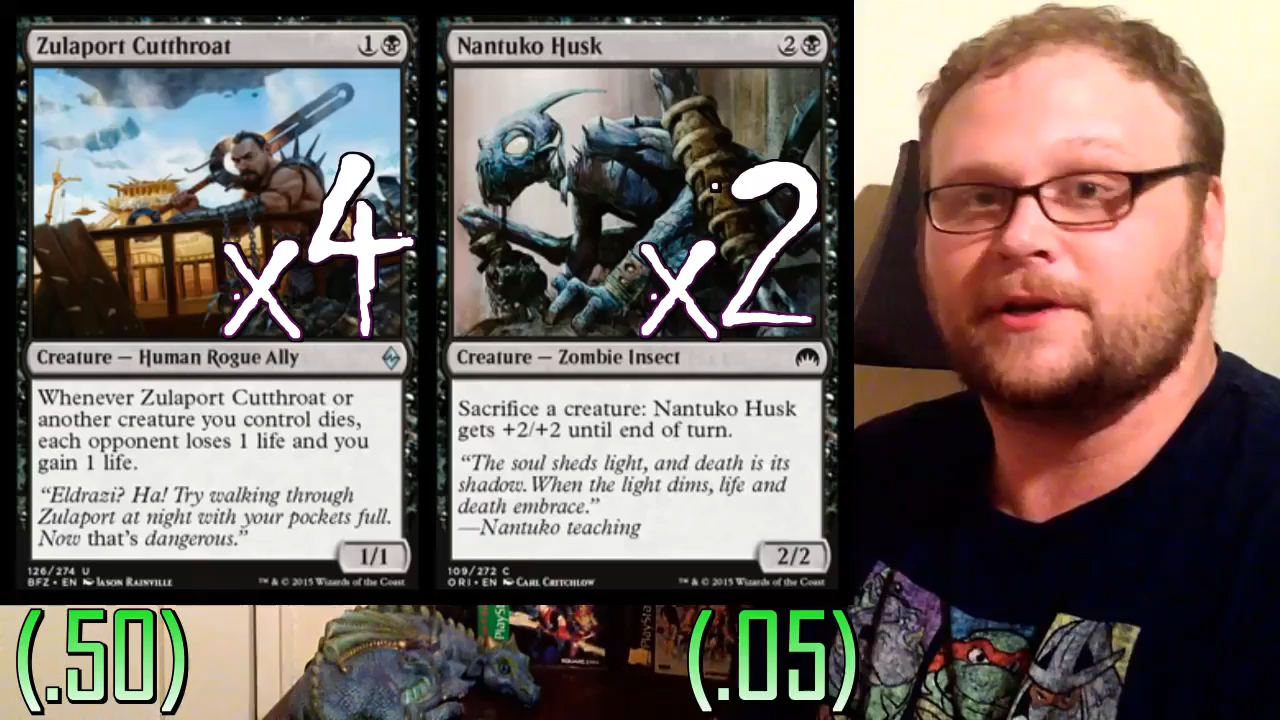 Zulaport Cutthroat 1
x4
Creature — Human Rogue Ally
Whenever Zulaport Cutthroat or
another creature you control dies,
each opponent loses 1 life and you
gain 1 life.
“Eldrazi? Ha! Try walking through
Zulaport at night with your pockets full.
Now that's dangerous.”
1/1
126/274 U
BFZ • EN Jason Rainville
™ & © 2015 Wizards of the Coast
(.50)
Nantuko Husk 2
x2
Creature — Zombie Insect
Sacrifice a creature: Nantuko Husk
gets +2/+2 until end of turn.
“The soul sheds light, and death is its
shadow. When the light dims, life and
death embrace.”
—Nantuko teaching
2/2
109/272 C
ORI • EN Carl Critchlow
™ & © 2015 Wizards of the Coast
(.05)
PlaySt
SQUARE ENIX